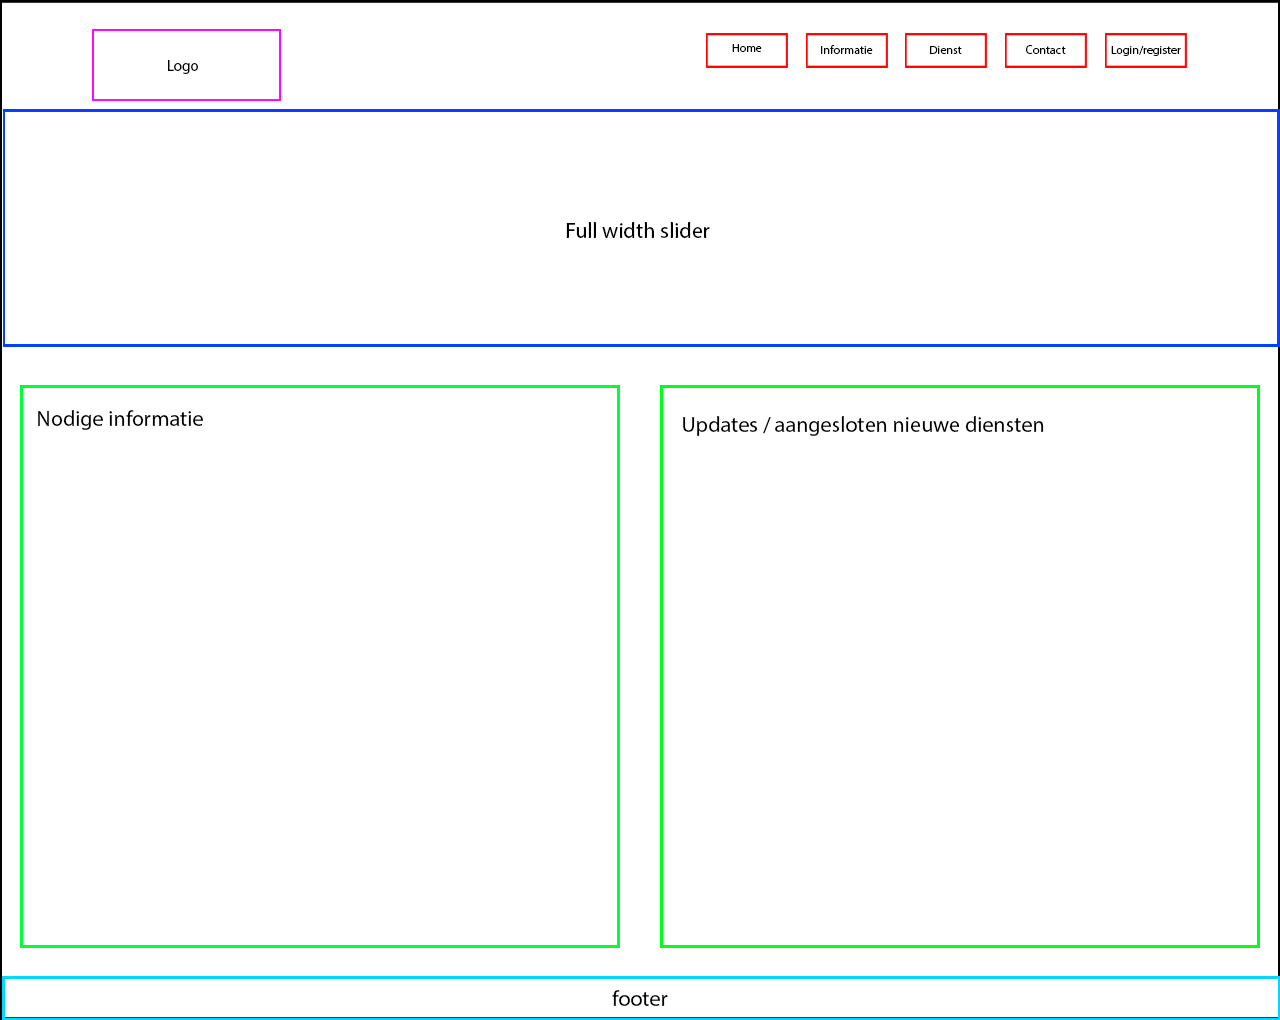 Logo
Home
Informatie
Dienst
Contact
Login/register
Full width slider
Nodige informatie
Updates / aangesloten nieuwe diensten
footer